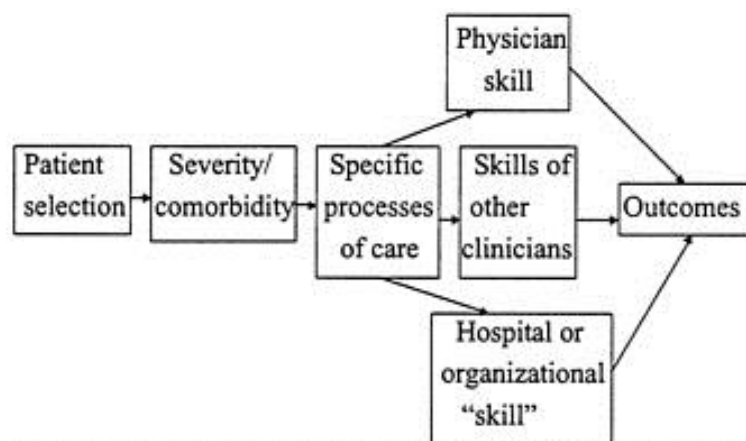 Patient
selection
Severity/
comorbidity
Specific
processes
of care
Physician
skill
Skills of
other
clinicians
Hospital or
organizational
“skill”
Outcomes